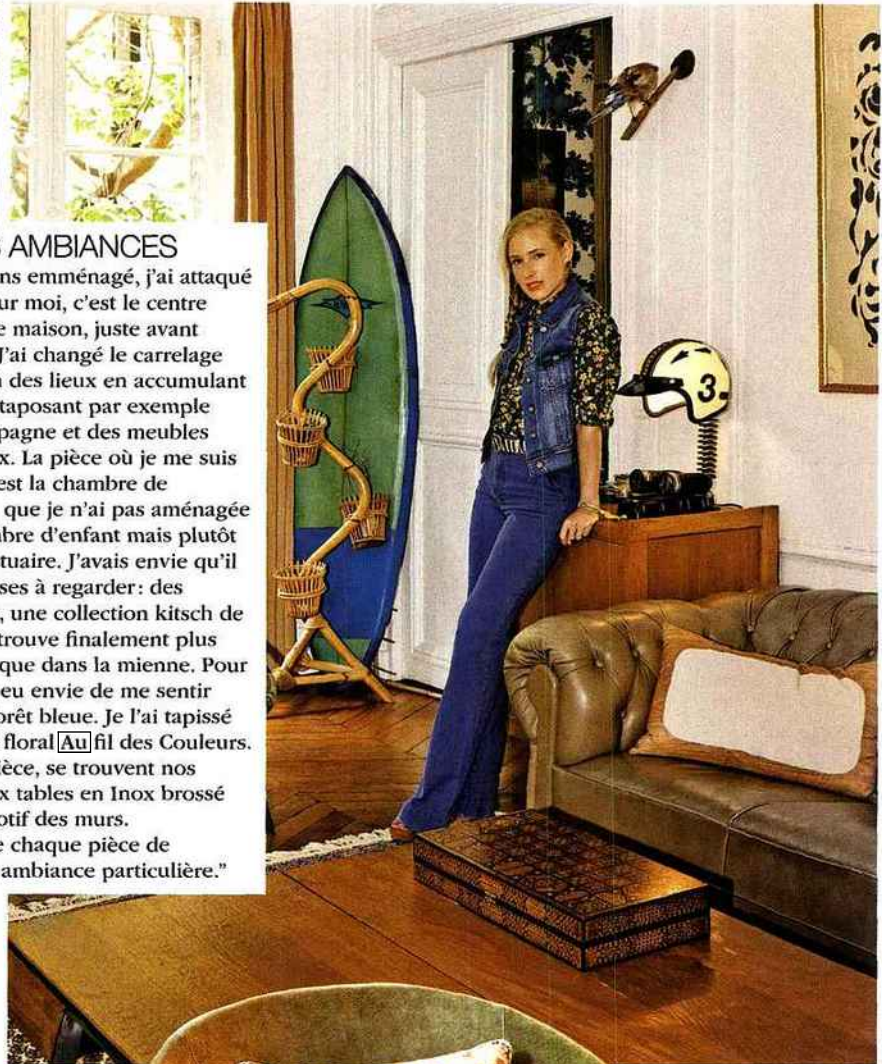 AMBIANCES
ns emménagé, j'ai attaqué
ur moi, c'est le centre
e maison, juste avant
J'ai changé le carrelage
des lieux en accumulant
taposant par exemple
pagne et des meubles
x. La pièce où je me suis
est la chambre de
que je n'ai pas aménagée
bre d'enfant mais plutôt
tuaire. J'avais envie qu'il
ses à regarder: des
, une collection kitsch de
trouve finalement plus
que dans la mienne. Pour
eu envie de me sentir
orêt bleue. Je l'ai tapissé
floral Au fil des Couleurs.
ièce, se trouvent nos
x tables en Inox brossé
otif des murs.
e chaque pièce de
ambiance particulière.”
3